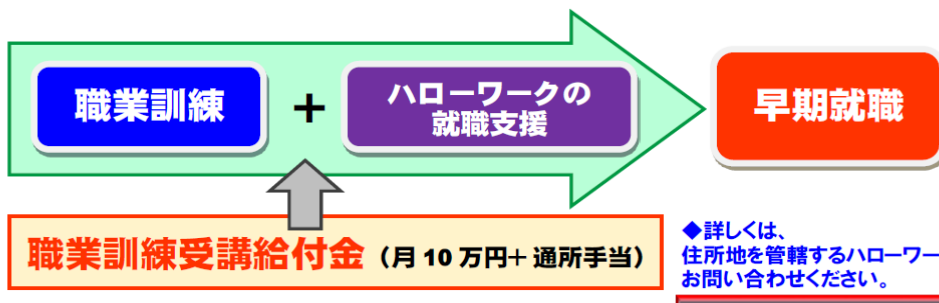 職業訓練
+
ハローワークの
就職支援
早期就職
職業訓練受講給付金（月10万円＋通所手当）
◆詳しくは、
住所地を管轄するハローワー
お問い合わせください。